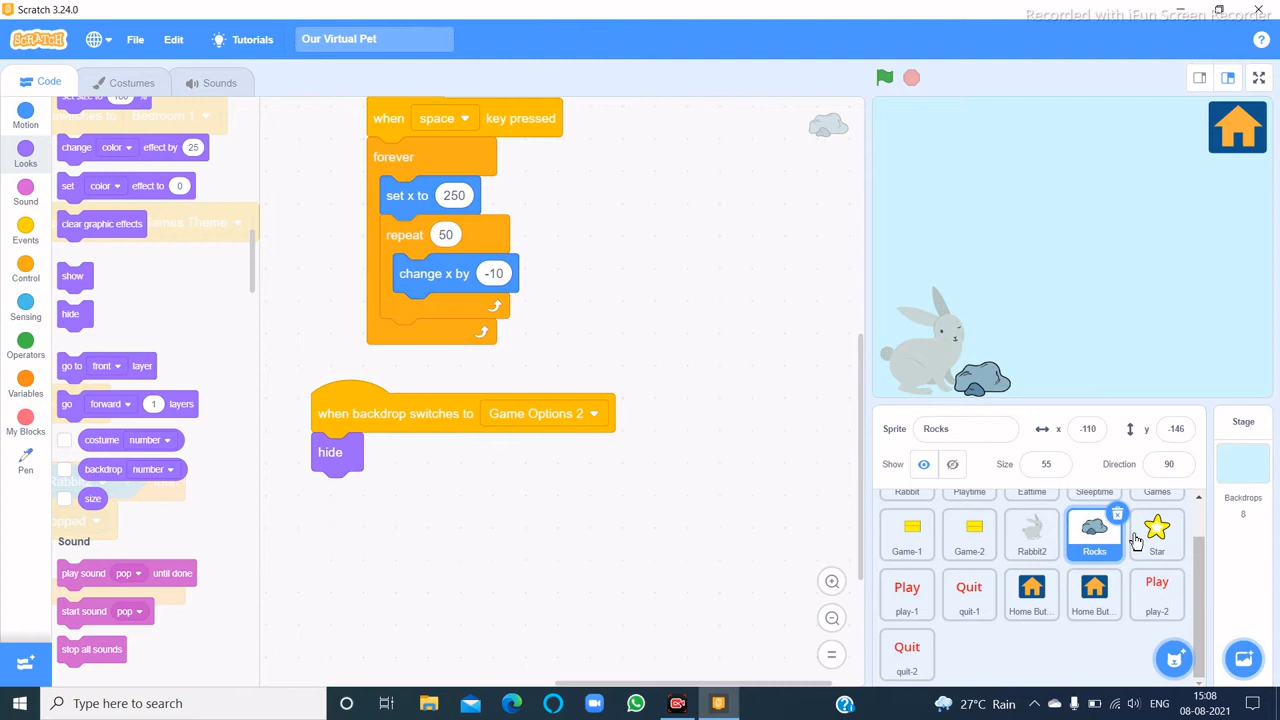 Scratch 3.24.0
Recorded with iFun Screen Recorder
SCRATCH
File
Edit
Tutorials
Our Virtual Pet
?
Code
Costumes
Sounds
Motion
Looks
Sound
Events
Control
Sensing
Operators
Variables
My Blocks
Pen
change color effect by 25
set color effect to 0
clear graphic effects
show
hide
go to front layer
go forward 1 layers
costume number
backdrop number
size
Sound
play sound pop until done
start sound pop
stop all sounds
when space key pressed
forever
set x to 250
repeat 50
change x by -10
when backdrop switches to Game Options 2
hide
Sprite Rocks x -110 y -146
Show Size 55 Direction 90
Rabbit Playtime Eattime Sleeptime Games
Game-1 Game-2 Rabbit2 Rocks Star
Play Quit Play
play-1 quit-1 Home But... Home But... play-2
Quit
quit-2
Stage
Backdrops
8
Type here to search
27°C Rain
ENG
15:08
08-08-2021